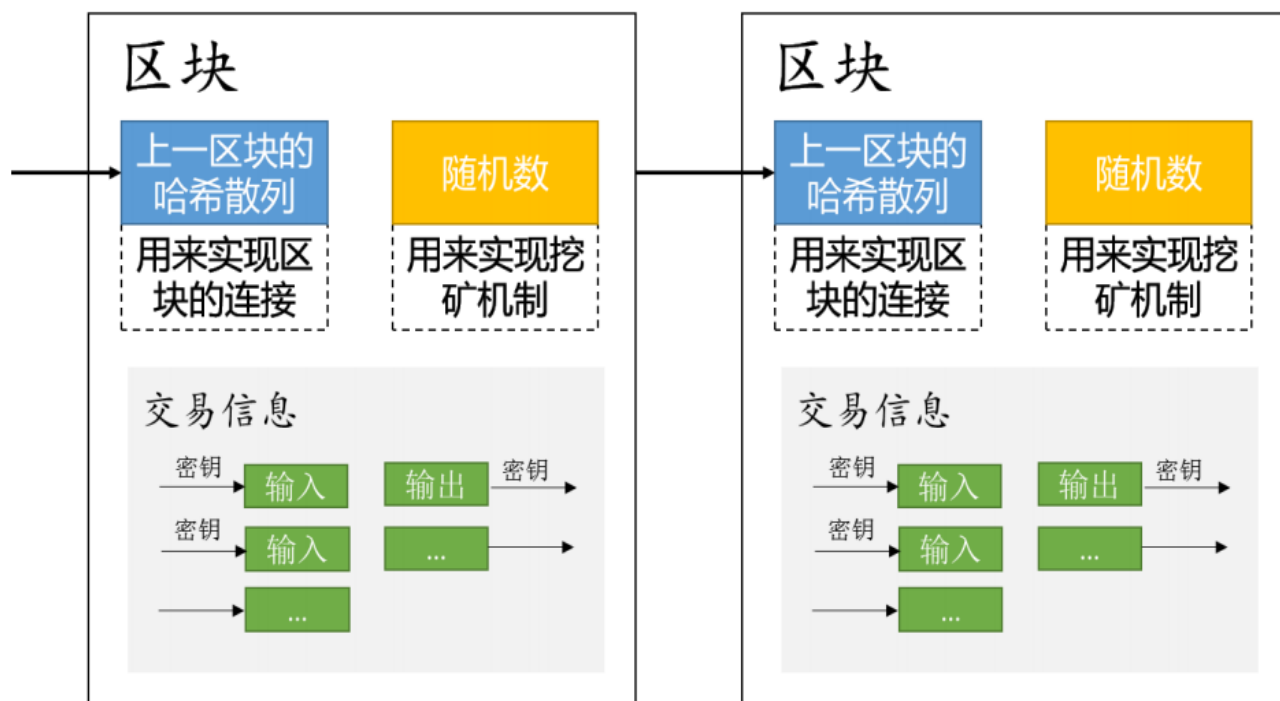 区块
上一区块的
哈希散列
随机数
用来实现区
块的连接
用来实现挖
矿机制
交易信息
密钥
输入
输出
密钥
密钥
输入
...
...
区块
上一区块的
哈希散列
随机数
用来实现区
块的连接
用来实现挖
矿机制
交易信息
密钥
输入
输出
密钥
密钥
输入
...
...